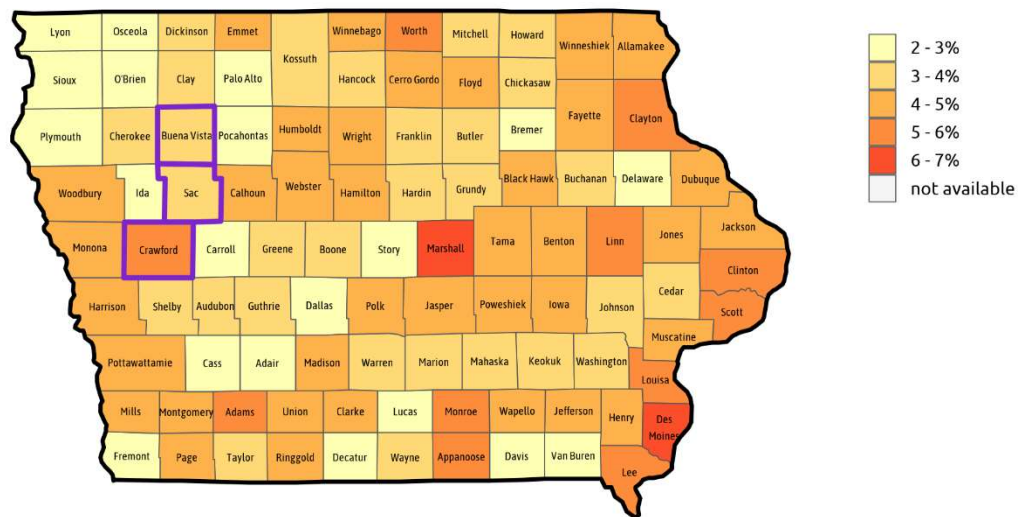 Lyon Osceola Dickinson Emmet Winnebago Worth Mitchell Howard Winneshiek Allamakee
Kossuth
Sioux O'Brien Clay Palo Alto Hancock Cerro Gordo Floyd Chickasaw
Plymouth Cherokee Buena Vista Pocahontas Humboldt Wright Franklin Butler Bremer Fayette Clayton
Woodbury Ida Sac Calhoun Webster Hamilton Hardin Grundy Black Hawk Buchanan Delaware Dubuque
Monona Crawford Carroll Greene Boone Story Marshall Tama Benton Linn Jones Jackson
Clinton
Harrison Shelby Audubon Guthrie Dallas Polk Jasper Poweshiek Iowa Johnson Cedar Scott
Muscatine
Pottawattamie Cass Adair Madison Warren Marion Mahaska Keokuk Washington Louisa
Mills Montgomery Adams Union Clarke Lucas Monroe Wapello Jefferson Henry Des
Moines
Fremont Page Taylor Ringgold Decatur Wayne Appanoose Davis Van Buren Lee
2 - 3%
3 - 4%
4 - 5%
5 - 6%
6 - 7%
not available